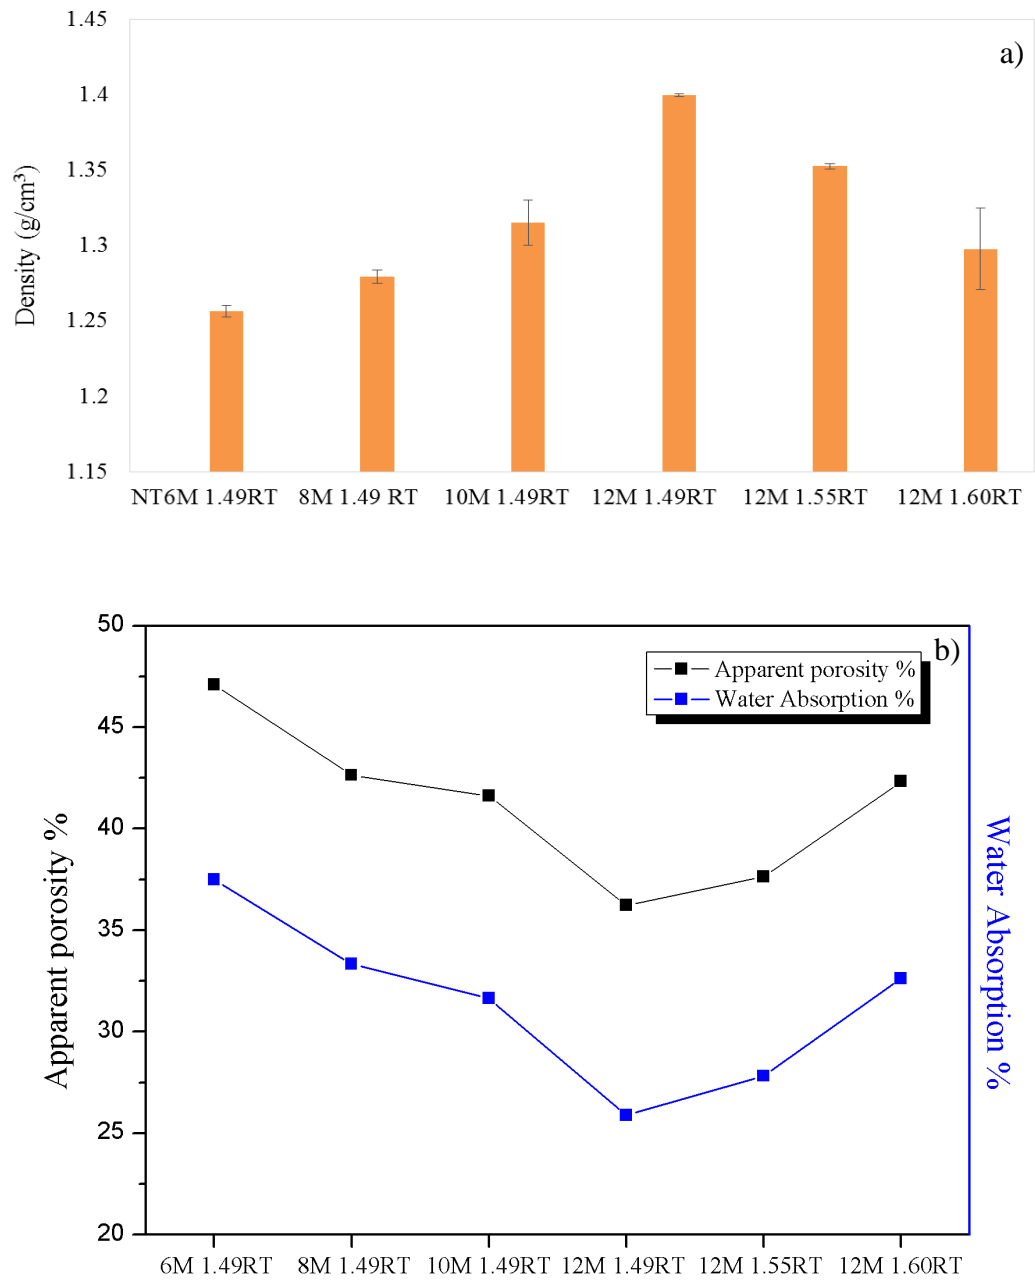 1.45
a)
1.4
1.35
1.3
1.25
1.2
1.15
Density (g/cm³)
NT6M 1.49RT 8M 1.49 RT 10M 1.49RT 12M 1.49RT 12M 1.55RT 12M 1.60RT
50
b)
Apparent porosity %
Water Absorption %
45
40
35
30
25
20
Apparent porosity %
Water Absorption %
6M 1.49RT 8M 1.49RT 10M 1.49RT 12M 1.49RT 12M 1.55RT 12M 1.60RT